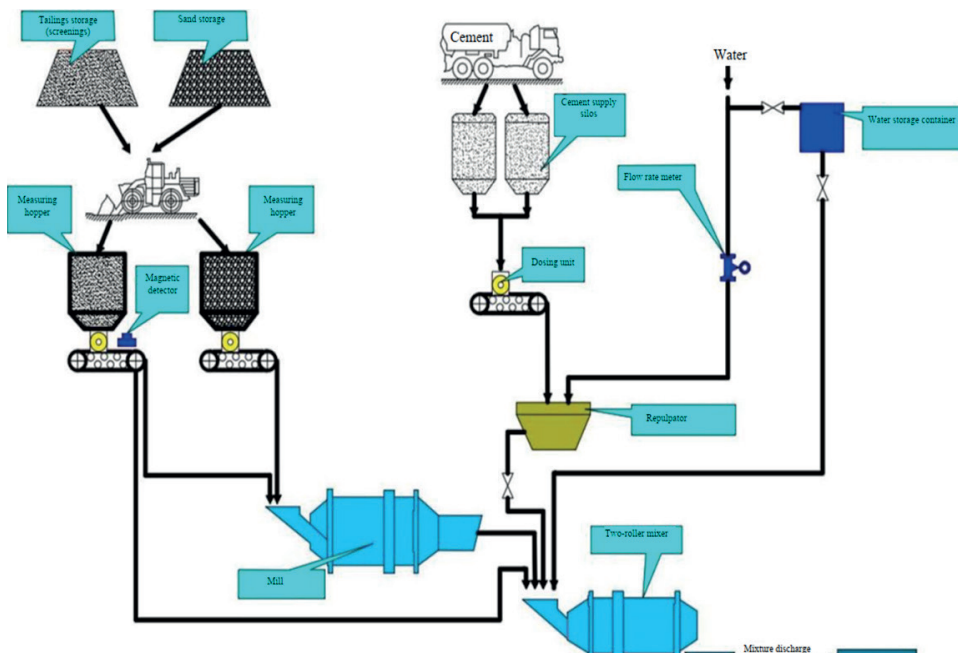 Tailings storage
(screenings)
Sand storage
Cement
Water
Cement supply
silos
Water storage container
Flow rate meter
Measuring
hopper
Measuring
hopper
Magnetic
detector
Dosing unit
Repulpator
Two-roller mixer
Mill
Mixture discharge